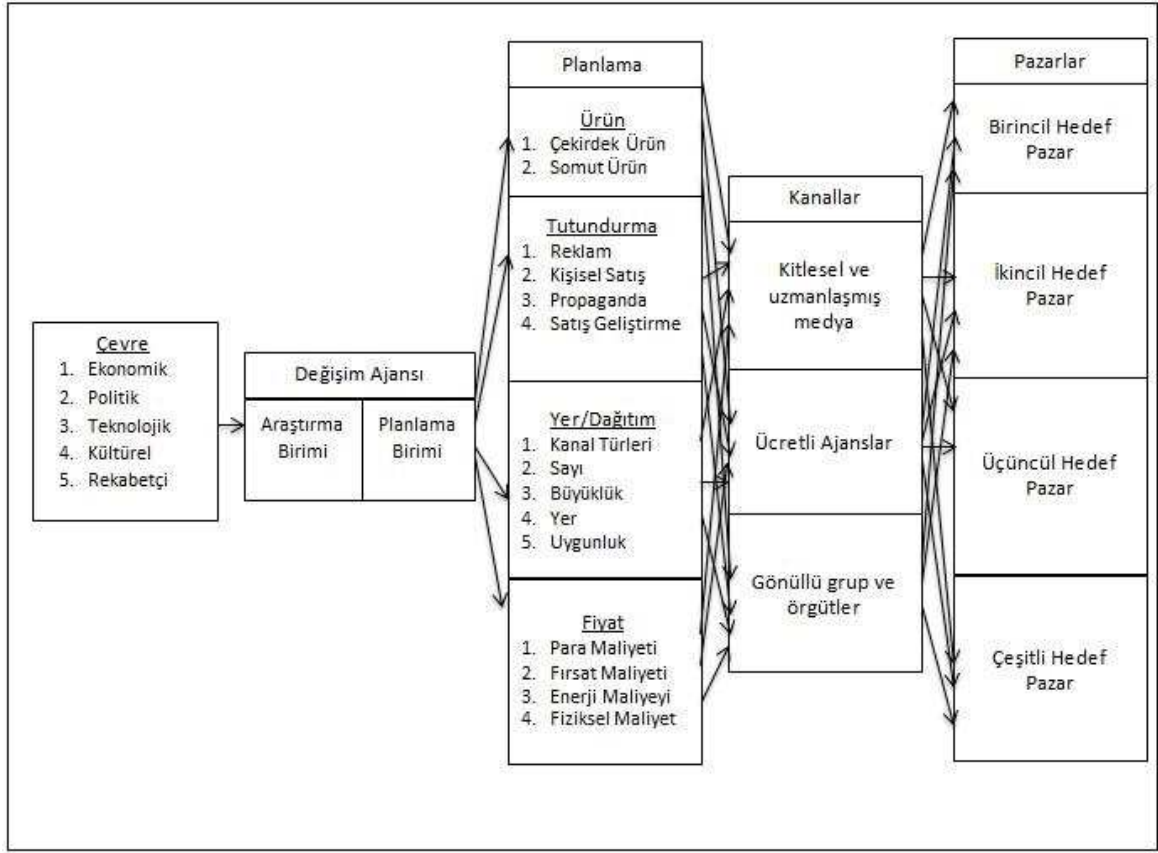 Çevre
1. Ekonomik
2. Politik
3. Teknolojik
4. Kültürel
5. Rekabetçi
Değişim Ajansı
Araştırma
Birimi
Planlama
Birimi
Planlama
Ürün
1. Çekirdek Ürün
2. Somut Ürün
Tutundurma
1. Reklam
2. Kişisel Satış
3. Propaganda
4. Satış Geliştirme
Yer/Dağıtım
1. Kanal Türleri
2. Sayı
3. Büyüklük
4. Yer
5. Uygunluk
Fiyat
1. Para Maliyeti
2. Fırsat Maliyeti
3. Enerji Maliyeyi
4. Fiziksel Maliyet
Kanallar
Kitlesel ve
uzmanlaşmış
medya
Ücretli Ajanslar
Gönüllü grup ve
örgütler
Pazarlar
Birincil Hedef
Pazar
İkincil Hedef
Pazar
Üçüncül Hedef
Pazar
Çeşitli Hedef
Pazar